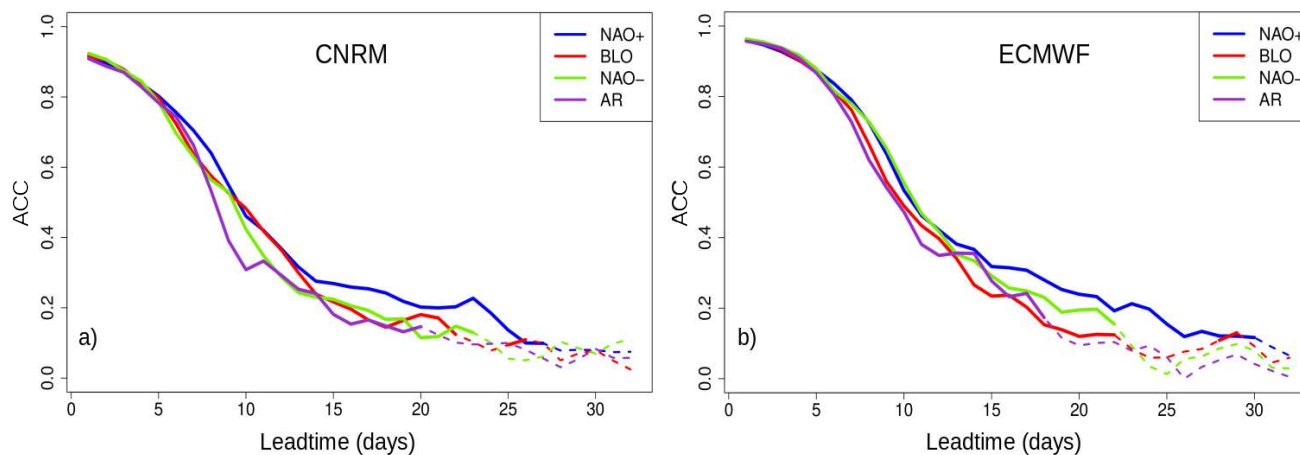 CNRM
NAO+
BLO
NAO−
AR
ACC
0.0 0.2 0.4 0.6 0.8 1.0
a)
0 5 10 15 20 25 30
Leadtime (days)
ECMWF
NAO+
BLO
NAO−
AR
ACC
0.0 0.2 0.4 0.6 0.8 1.0
b)
0 5 10 15 20 25 30
Leadtime (days)